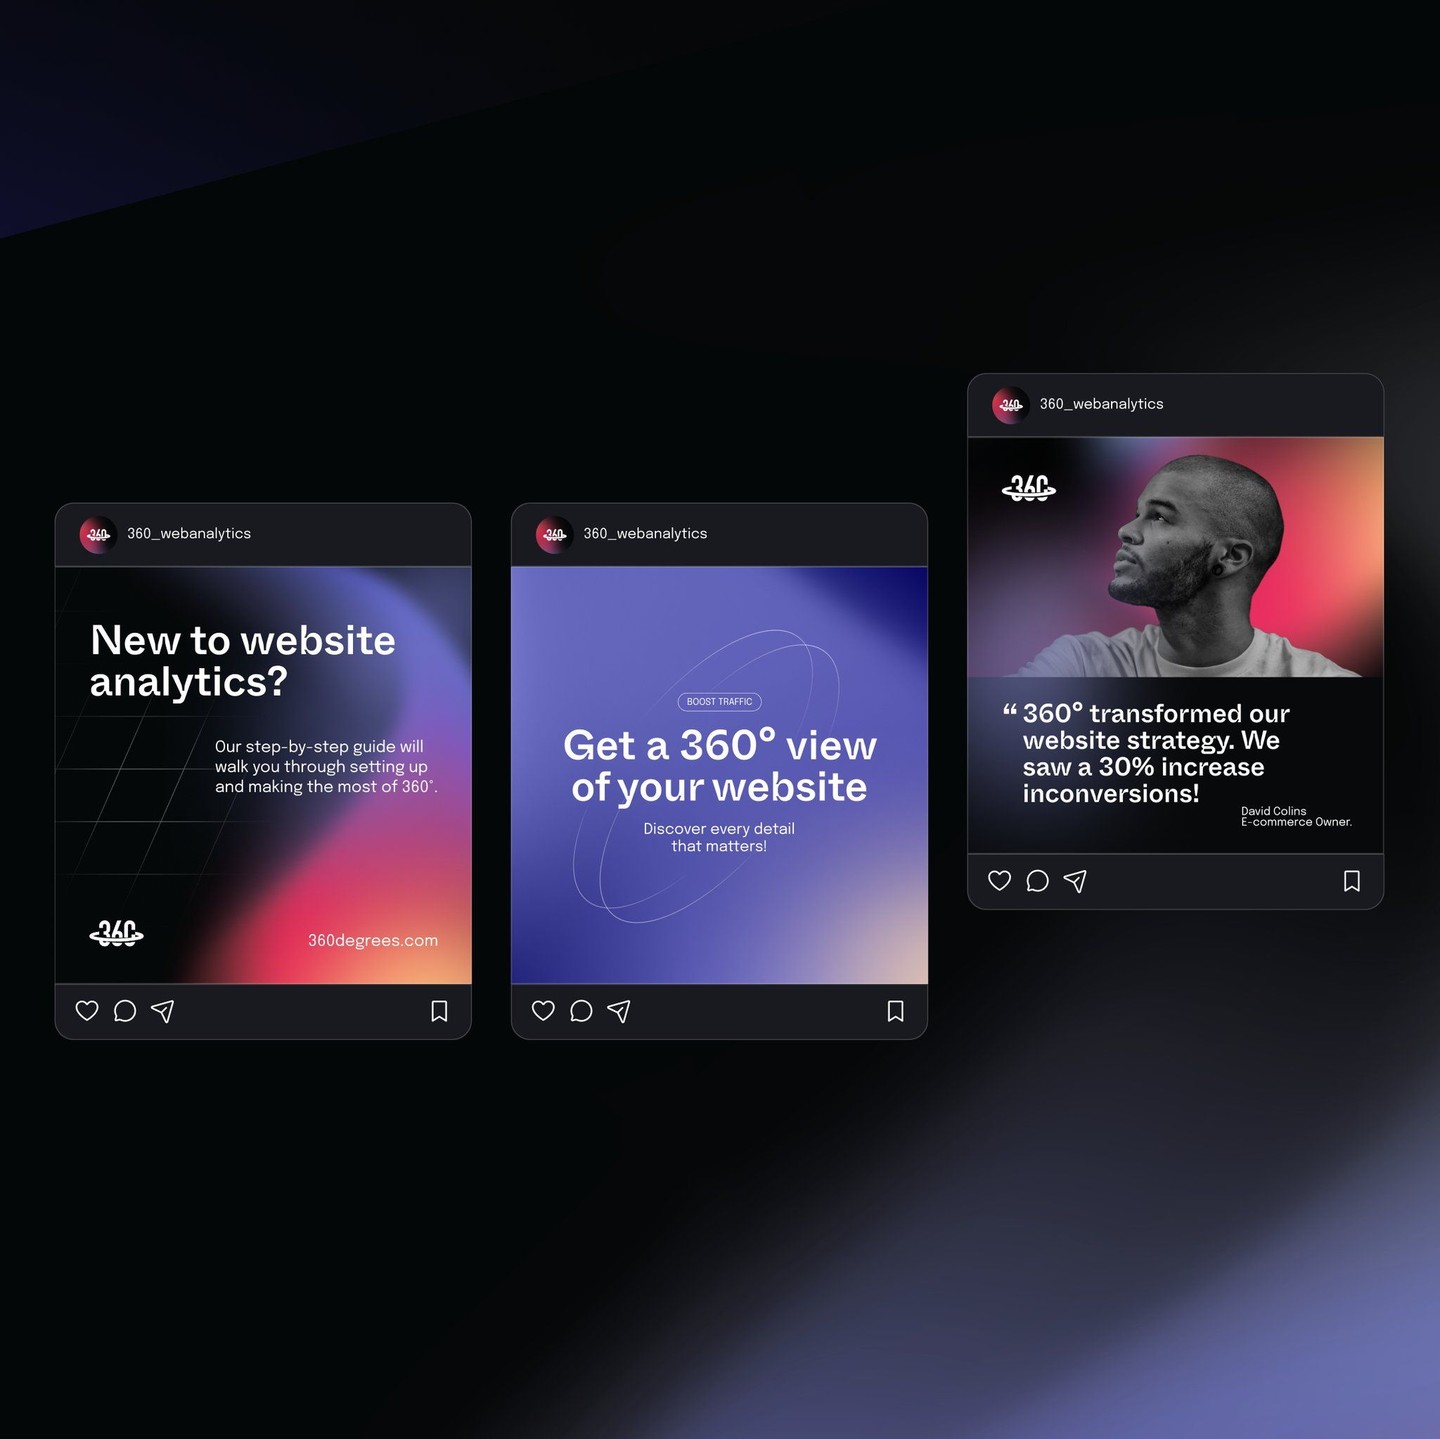 360_webanalytics
New to website
analytics?
Our step-by-step guide will
walk you through setting up
and making the most of 360°.
360
360degrees.com
360_webanalytics
BOOST TRAFFIC
Get a 360° view
of your website
Discover every detail
that matters!
360_webanalytics
360
“ 360° transformed our
website strategy. We
saw a 30% increase
inconversions!
David Colins
E-commerce Owner.